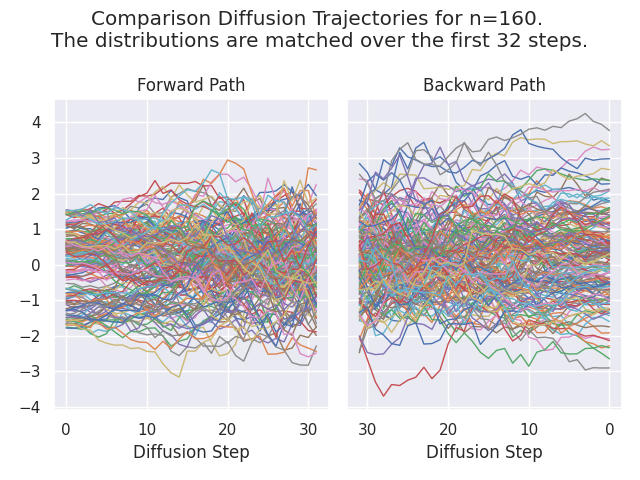 Comparison Diffusion Trajectories for n=160.
The distributions are matched over the first 32 steps.
Forward Path
Backward Path
4
3
2
1
0
−1
−2
−3
−4
0 10 20 30
30 20 10 0
Diffusion Step
Diffusion Step